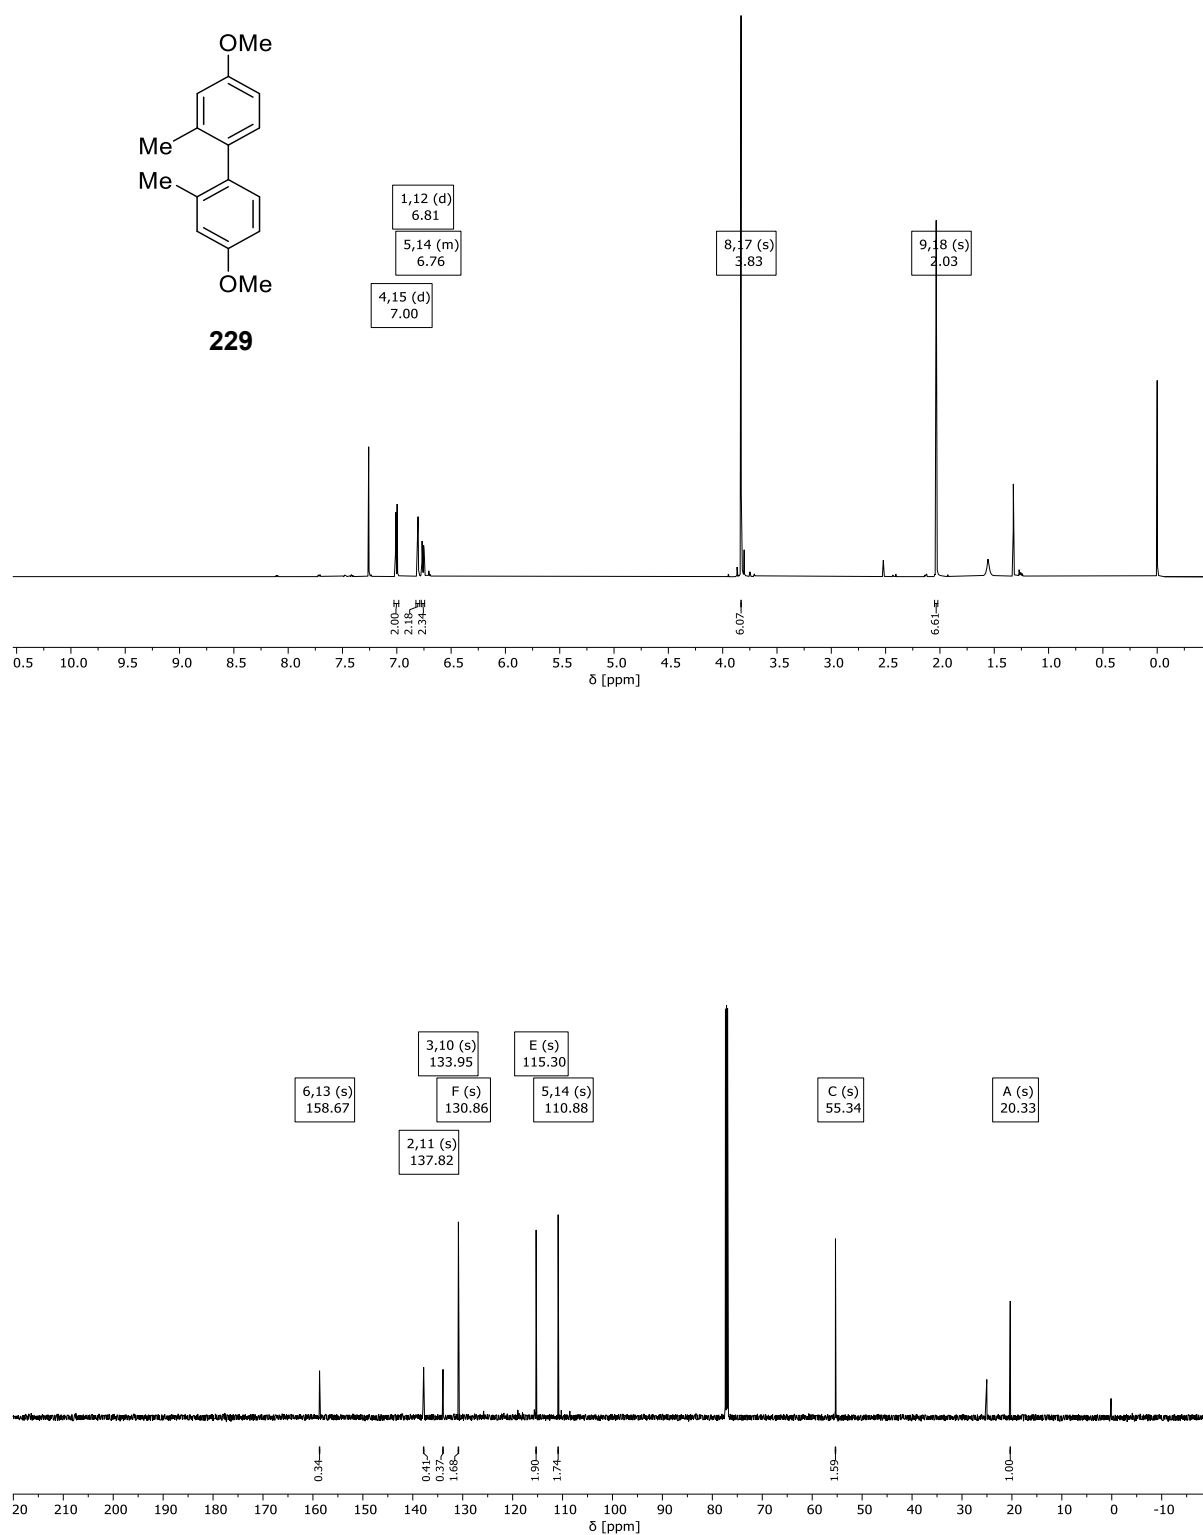 OMe
Me
Me
OMe
229
1,12 (d)
6.81
5,14 (m)
6.76
4,15 (d)
7.00
8,17 (s)
3.83
9,18 (s)
2.03
2.00
2.18
2.34
6.07
6.61
0.5 10.0 9.5 9.0 8.5 8.0 7.5 7.0 6.5 6.0 5.5 5.0 4.5 4.0 3.5 3.0 2.5 2.0 1.5 1.0 0.5 0.0
δ [ppm]
3,10 (s)
133.95
E (s)
115.30
6,13 (s)
158.67
F (s)
130.86
5,14 (s)
110.88
C (s)
55.34
A (s)
20.33
2,11 (s)
137.82
0.34
0.41
0.37
1.68
1.90
1.74
1.59
1.00
20 210 200 190 180 170 160 150 140 130 120 110 100 90 80 70 60 50 40 30 20 10 0 -10
δ [ppm]